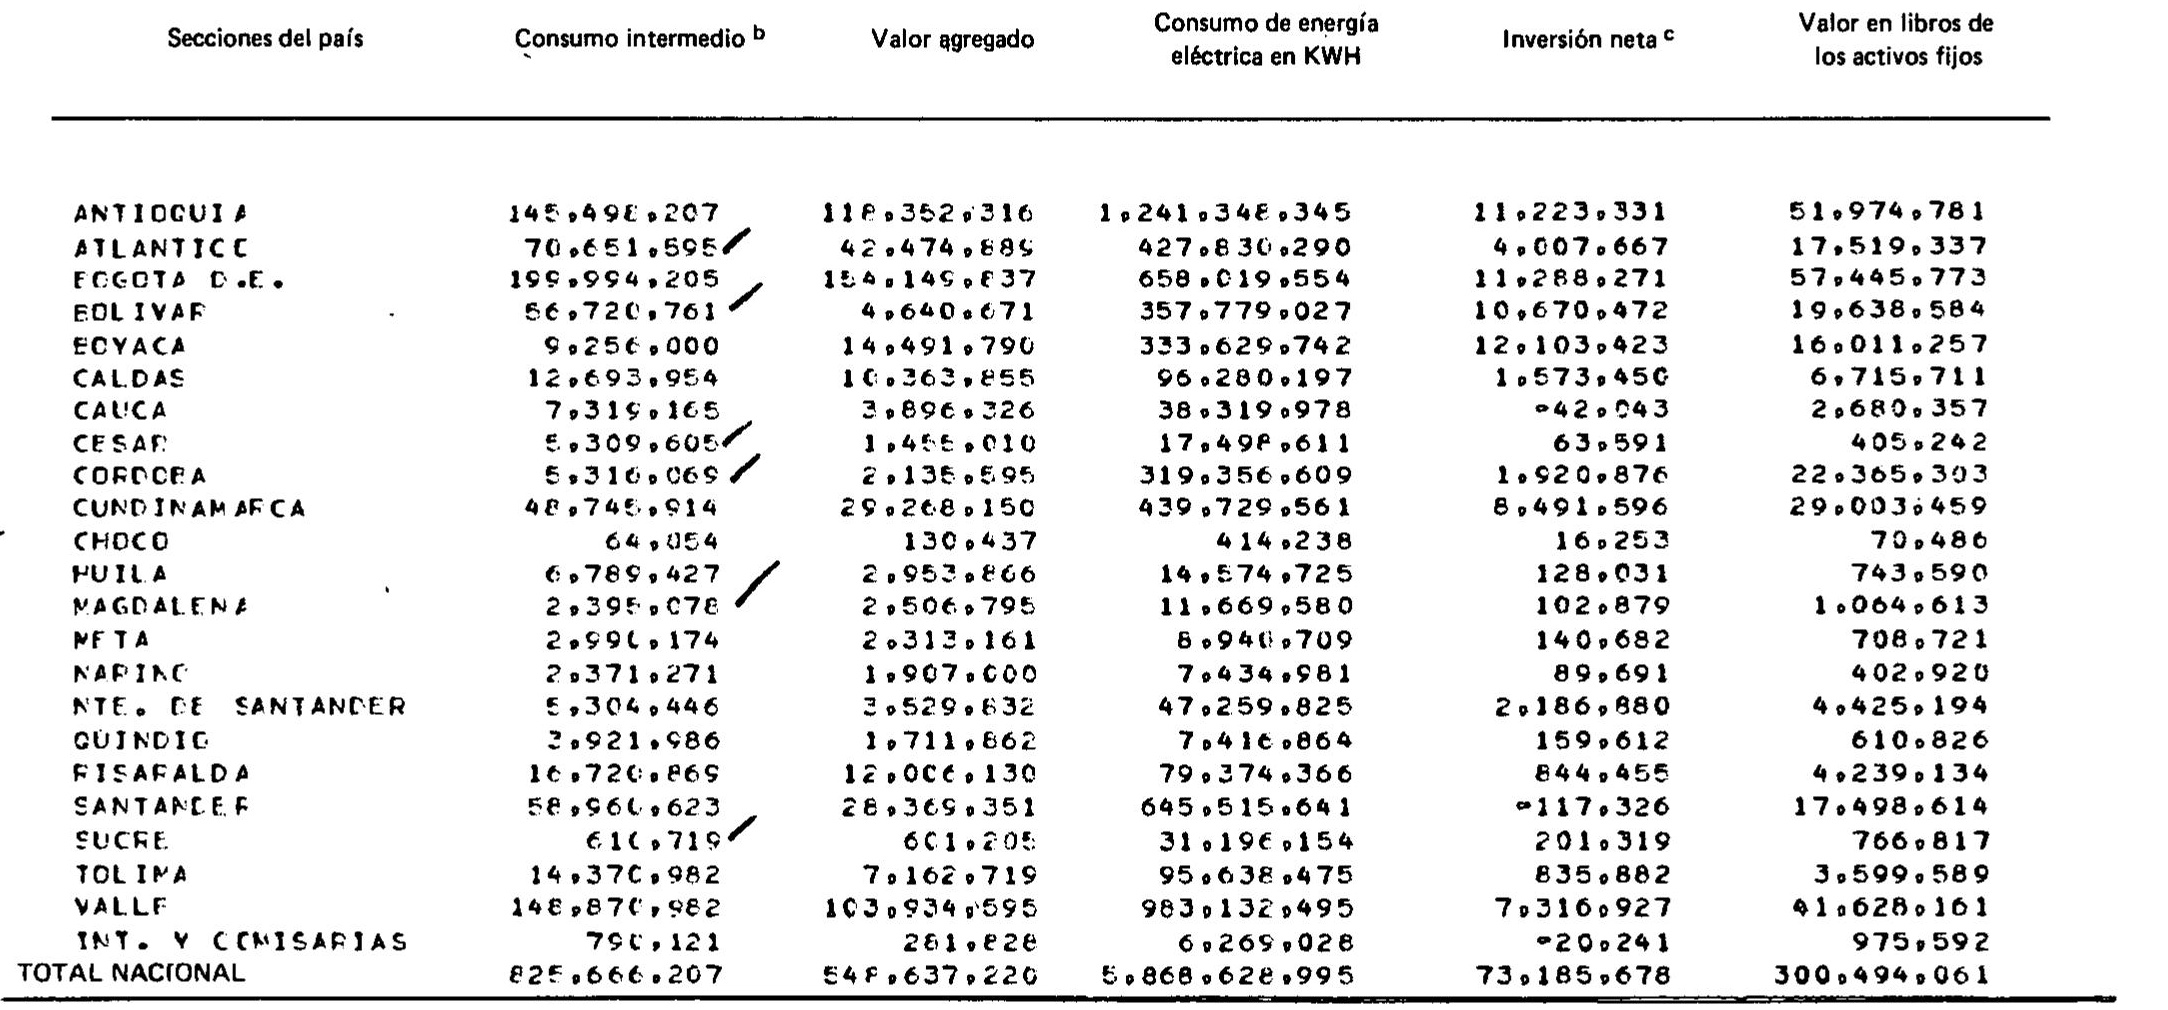 Secciones del país Consumo intermedio b Valor agregado Consumo de energía eléctrica en KWH Inversión neta c Valor en libros de los activos fijos
ANTIOQUIA 145,498,207 118,352,316 1,241,348,345 11,223,331 51,974,781
ATLANTICO 70,651,595 42,474,889 427,830,290 4,007,667 17,519,337
BOGOTA D.E. 199,994,205 154,149,837 658,019,554 11,288,271 57,445,773
BOLIVAR 56,720,761 4,640,671 357,779,027 10,670,472 19,638,584
BOYACA 9,256,000 14,491,790 333,629,742 12,103,423 16,011,257
CALDAS 12,693,954 10,363,855 96,280,197 1,573,450 6,715,711
CAUCA 7,319,165 3,896,326 38,319,978 -42,043 2,680,357
CESAR 5,309,605 1,455,010 17,498,611 63,591 405,242
CORDOBA 5,316,069 2,135,595 319,356,609 1,920,876 22,365,303
CUNDINAMARCA 48,745,914 29,268,150 439,729,561 8,491,596 29,003,459
CHOCO 64,054 130,437 414,238 16,253 70,486
HUILA 6,789,427 2,953,866 14,574,725 128,031 743,590
MAGDALENA 2,395,078 2,506,795 11,669,580 102,879 1,064,613
META 2,990,174 2,313,161 8,940,709 140,682 708,721
NARINO 2,371,271 1,907,000 7,434,981 89,691 402,920
NTE. DE SANTANDER 5,304,446 3,529,632 47,259,825 2,186,880 4,425,194
QUINDIO 3,921,986 1,711,862 7,416,864 159,612 610,826
RISARALDA 16,720,869 12,006,130 79,374,366 844,455 4,239,134
SANTANDER 58,960,623 28,369,351 645,515,641 -117,326 17,498,614
SUCRE 610,719 601,205 31,196,154 201,319 766,817
TOLIMA 14,370,982 7,162,719 95,638,475 835,882 3,599,589
VALLE 148,870,982 103,934,595 983,132,495 7,316,927 41,628,161
INT. Y COMISARIAS 790,121 281,828 6,269,028 -20,241 975,592
TOTAL NACIONAL 825,666,207 548,637,220 5,868,628,995 73,185,678 300,494,061